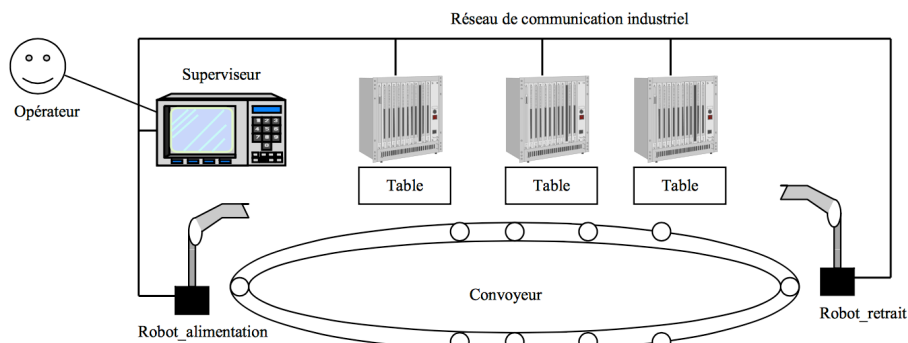 Réseau de communication industriel
Superviseur
Opérateur
Table
Table
Table
Convoyeur
Robot_alimentation
Robot_retrait